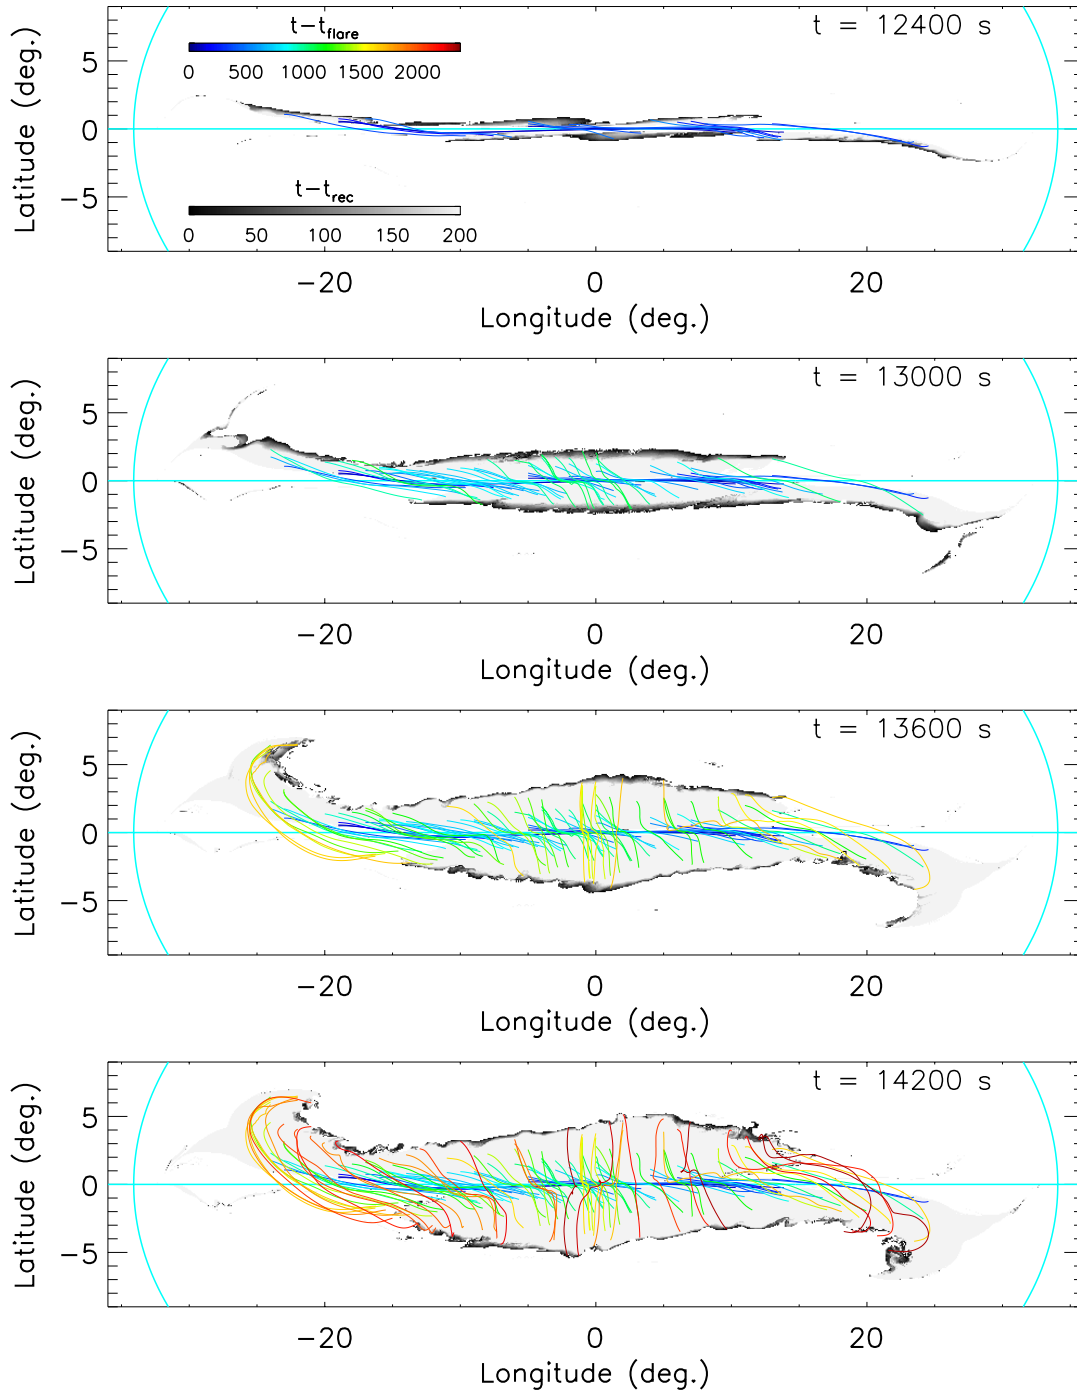 t = 12400 s
t−t_flare
0 500 1000 1500 2000
5
0
−5
t−t_rec
0 50 100 150 200
Latitude (deg.)
−20 0 20
Longitude (deg.)
t = 13000 s
5
0
−5
Latitude (deg.)
−20 0 20
Longitude (deg.)
t = 13600 s
5
0
−5
Latitude (deg.)
−20 0 20
Longitude (deg.)
t = 14200 s
5
0
−5
Latitude (deg.)
−20 0 20
Longitude (deg.)